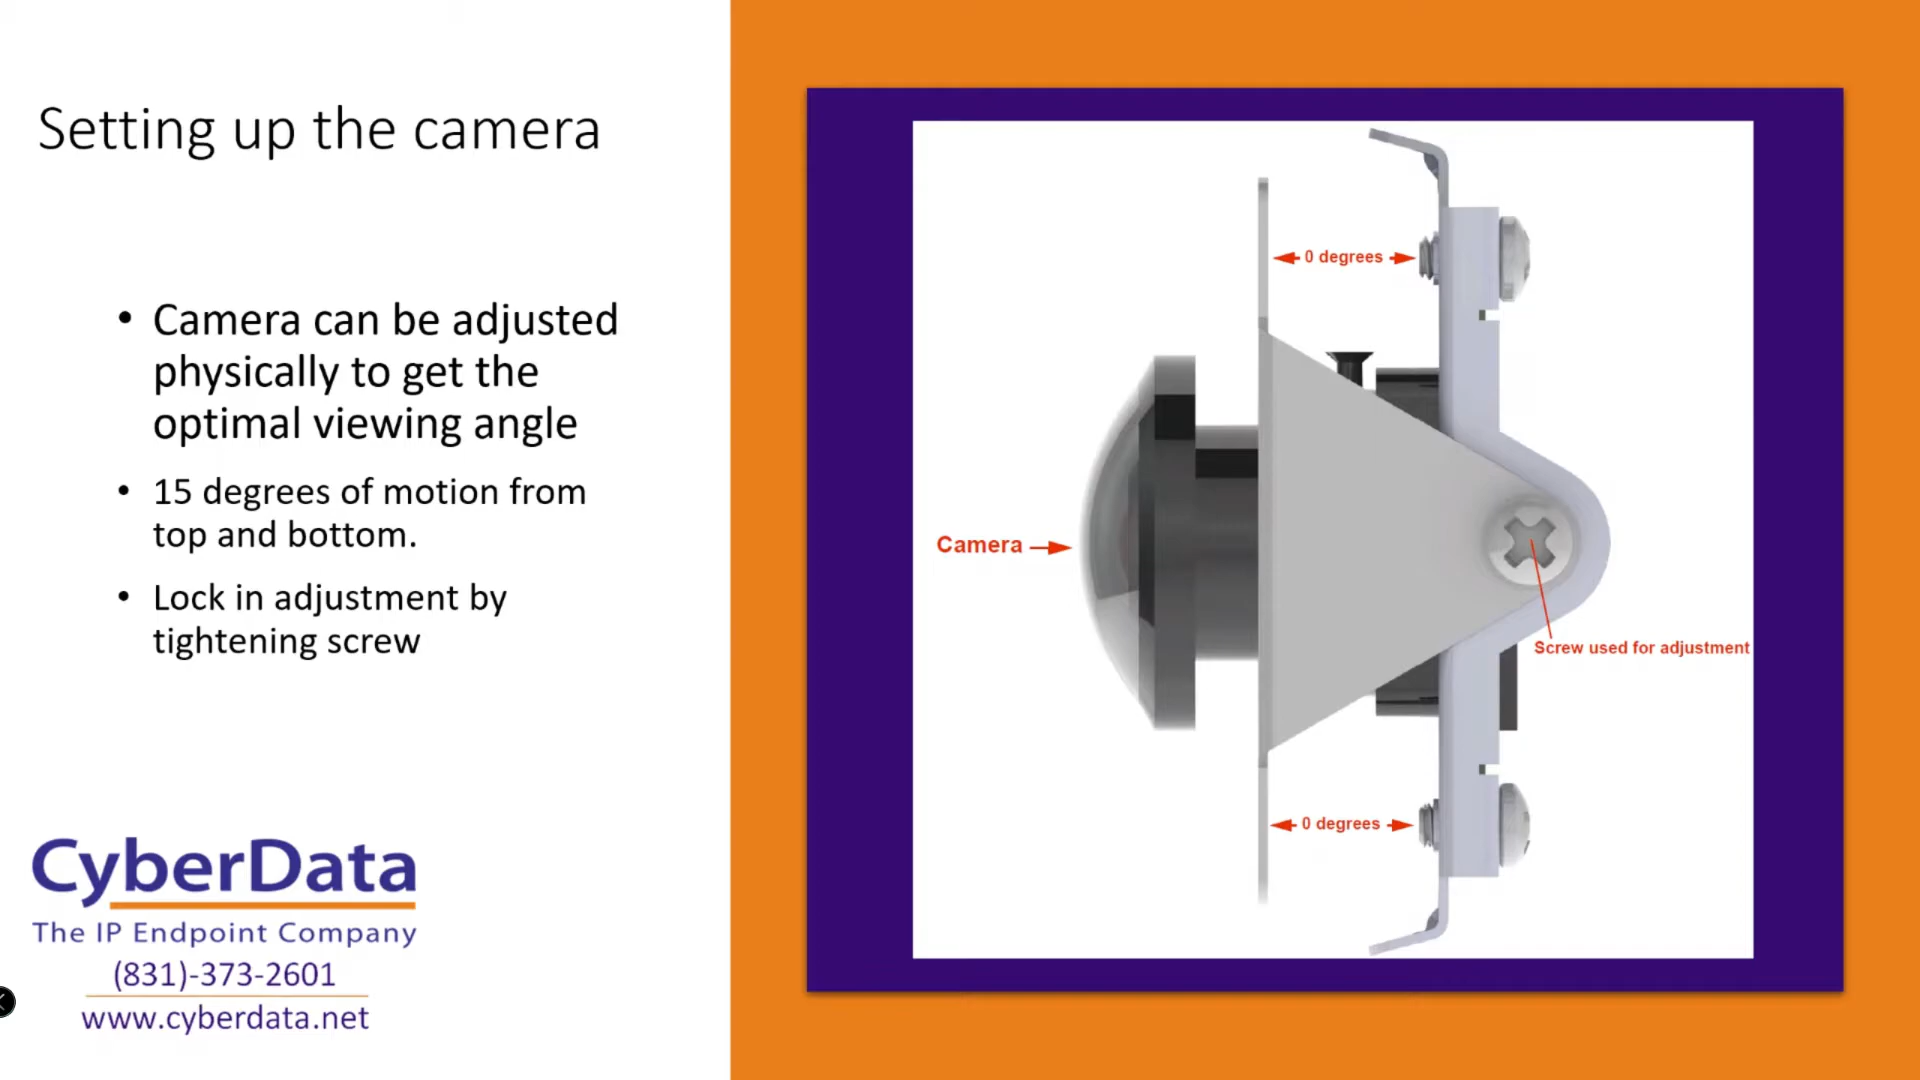 Setting up the camera
• Camera can be adjusted
physically to get the
optimal viewing angle
• 15 degrees of motion from
top and bottom.
• Lock in adjustment by
tightening screw
CyberData
The IP Endpoint Company
(831)-373-2601
www.cyberdata.net
0 degrees
Camera
Screw used for adjustment
0 degrees